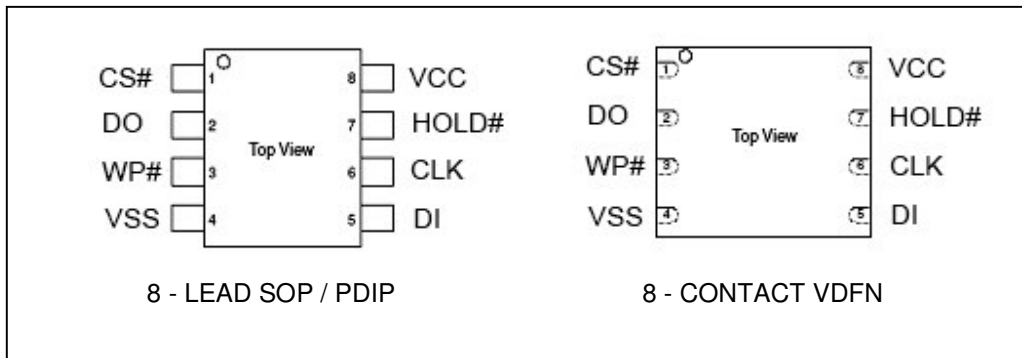 CS# 1 8 VCC
DO 2 7 HOLD#
Top View
WP# 3 6 CLK
VSS 4 5 DI
8 - LEAD SOP / PDIP
CS# 1 8 VCC
DO 2 7 HOLD#
Top View
WP# 3 6 CLK
VSS 4 5 DI
8 - CONTACT VDFN